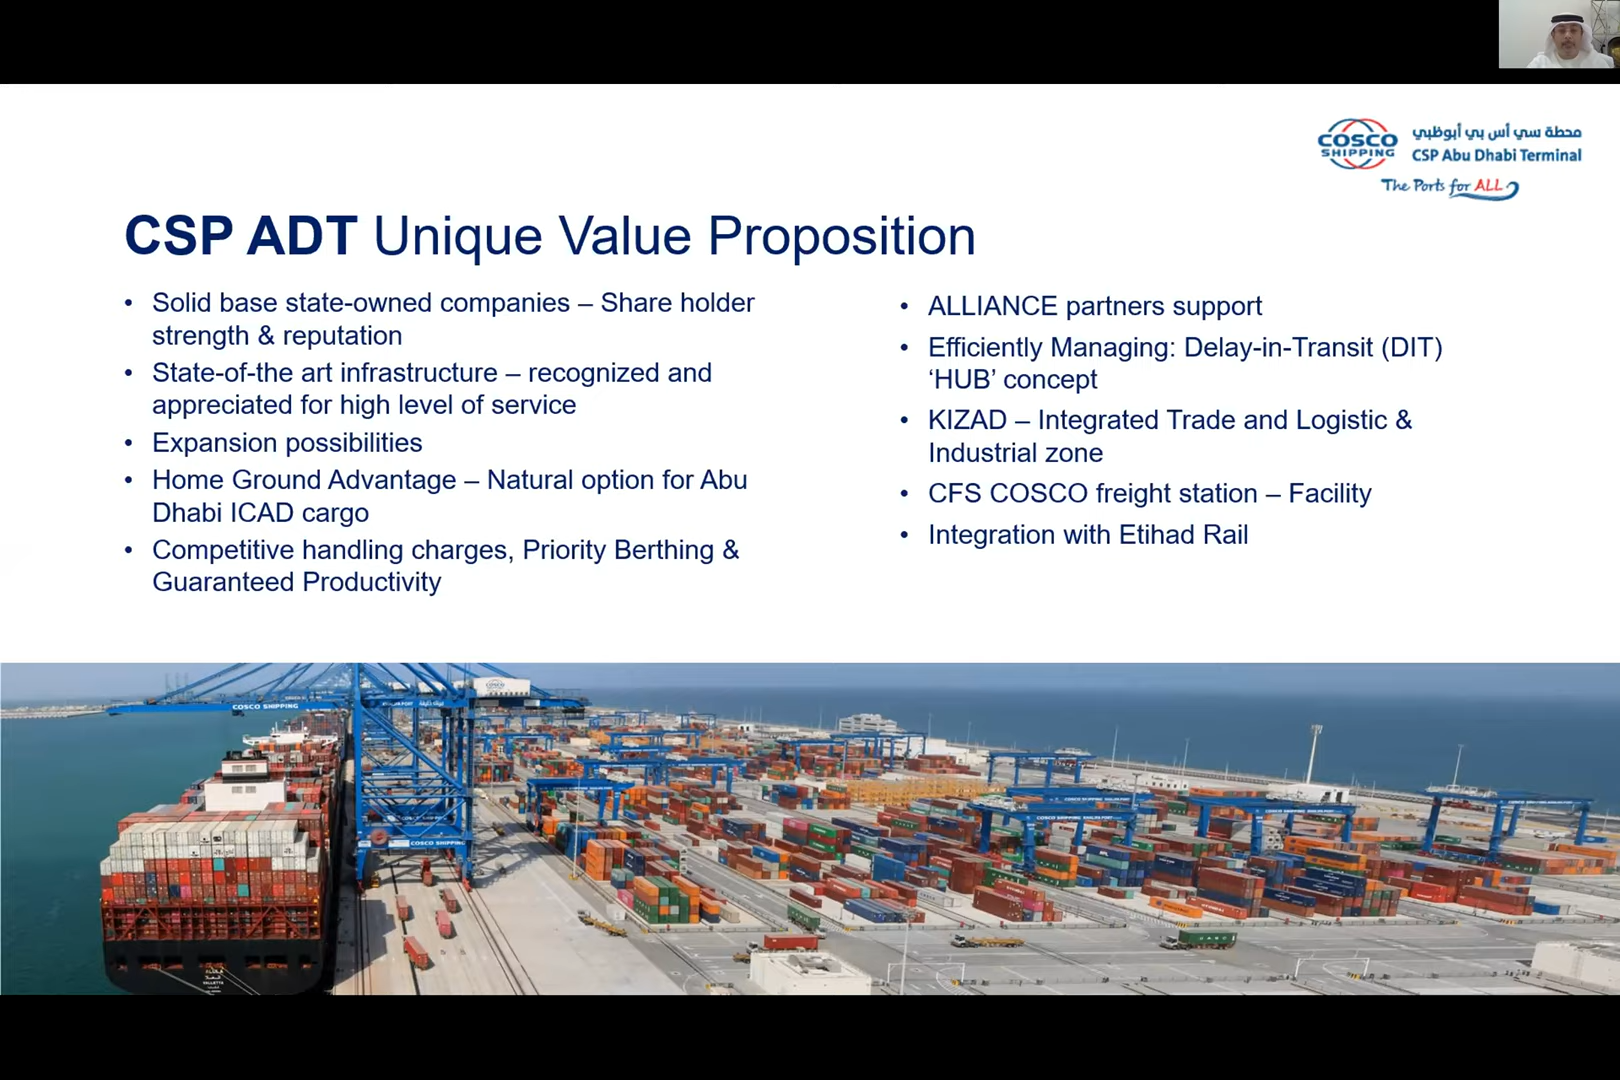 COSCO
SHIPPING
محطة سي أس بي أبوظبي
CSP Abu Dhabi Terminal
The Ports for ALL
CSP ADT Unique Value Proposition
• Solid base state-owned companies – Share holder
strength & reputation
• State-of-the art infrastructure – recognized and
appreciated for high level of service
• Expansion possibilities
• Home Ground Advantage – Natural option for Abu
Dhabi ICAD cargo
• Competitive handling charges, Priority Berthing &
Guaranteed Productivity
• ALLIANCE partners support
• Efficiently Managing: Delay-in-Transit (DIT)
‘HUB’ concept
• KIZAD – Integrated Trade and Logistic &
Industrial zone
• CFS COSCO freight station – Facility
• Integration with Etihad Rail
COSCO SHIPPING
COSCO SHIPPING
VALLETTA